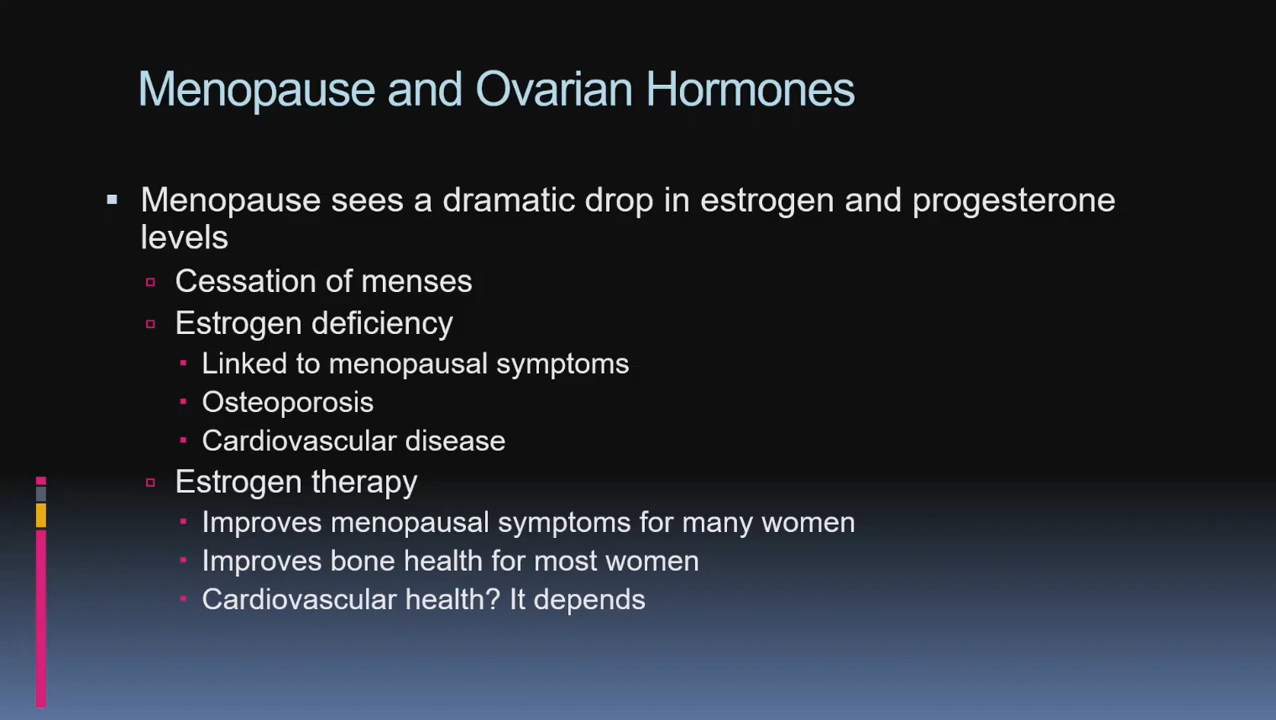 Menopause and Ovarian Hormones
Menopause sees a dramatic drop in estrogen and progesterone
levels
Cessation of menses
Estrogen deficiency
Linked to menopausal symptoms
Osteoporosis
Cardiovascular disease
Estrogen therapy
Improves menopausal symptoms for many women
Improves bone health for most women
Cardiovascular health? It depends